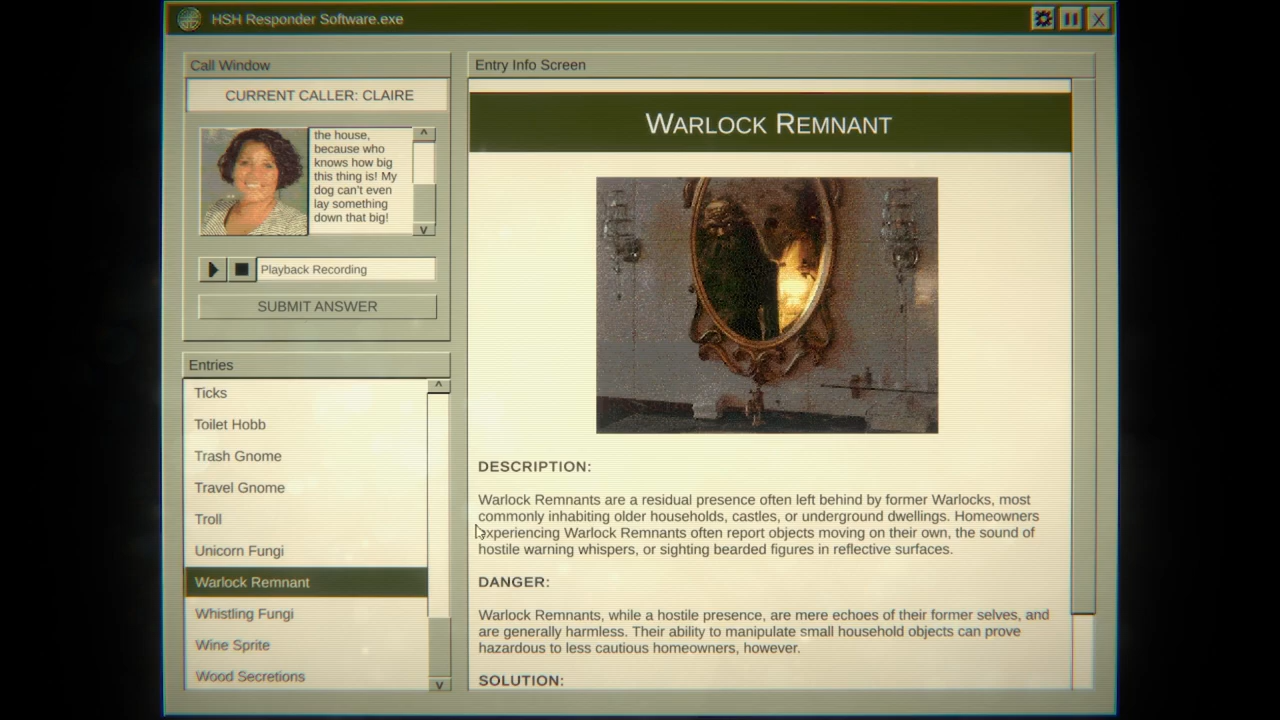 HSH Responder Software.exe
Call Window
CURRENT CALLER: CLAIRE
the house,
because who
knows how big
this thing is! My
dog can't even
lay something
down that big!
Playback Recording
SUBMIT ANSWER
Entries
Ticks
Toilet Hobb
Trash Gnome
Travel Gnome
Troll
Unicorn Fungi
Warlock Remnant
Whistling Fungi
Wine Sprite
Wood Secretions
Entry Info Screen
WARLOCK REMNANT
DESCRIPTION:
Warlock Remnants are a residual presence often left behind by former Warlocks, most
commonly inhabiting older households, castles, or underground dwellings. Homeowners
experiencing Warlock Remnants often report objects moving on their own, the sound of
hostile warning whispers, or sighting bearded figures in reflective surfaces.
DANGER:
Warlock Remnants, while a hostile presence, are mere echoes of their former selves, and
are generally harmless. Their ability to manipulate small household objects can prove
hazardous to less cautious homeowners, however.
SOLUTION: